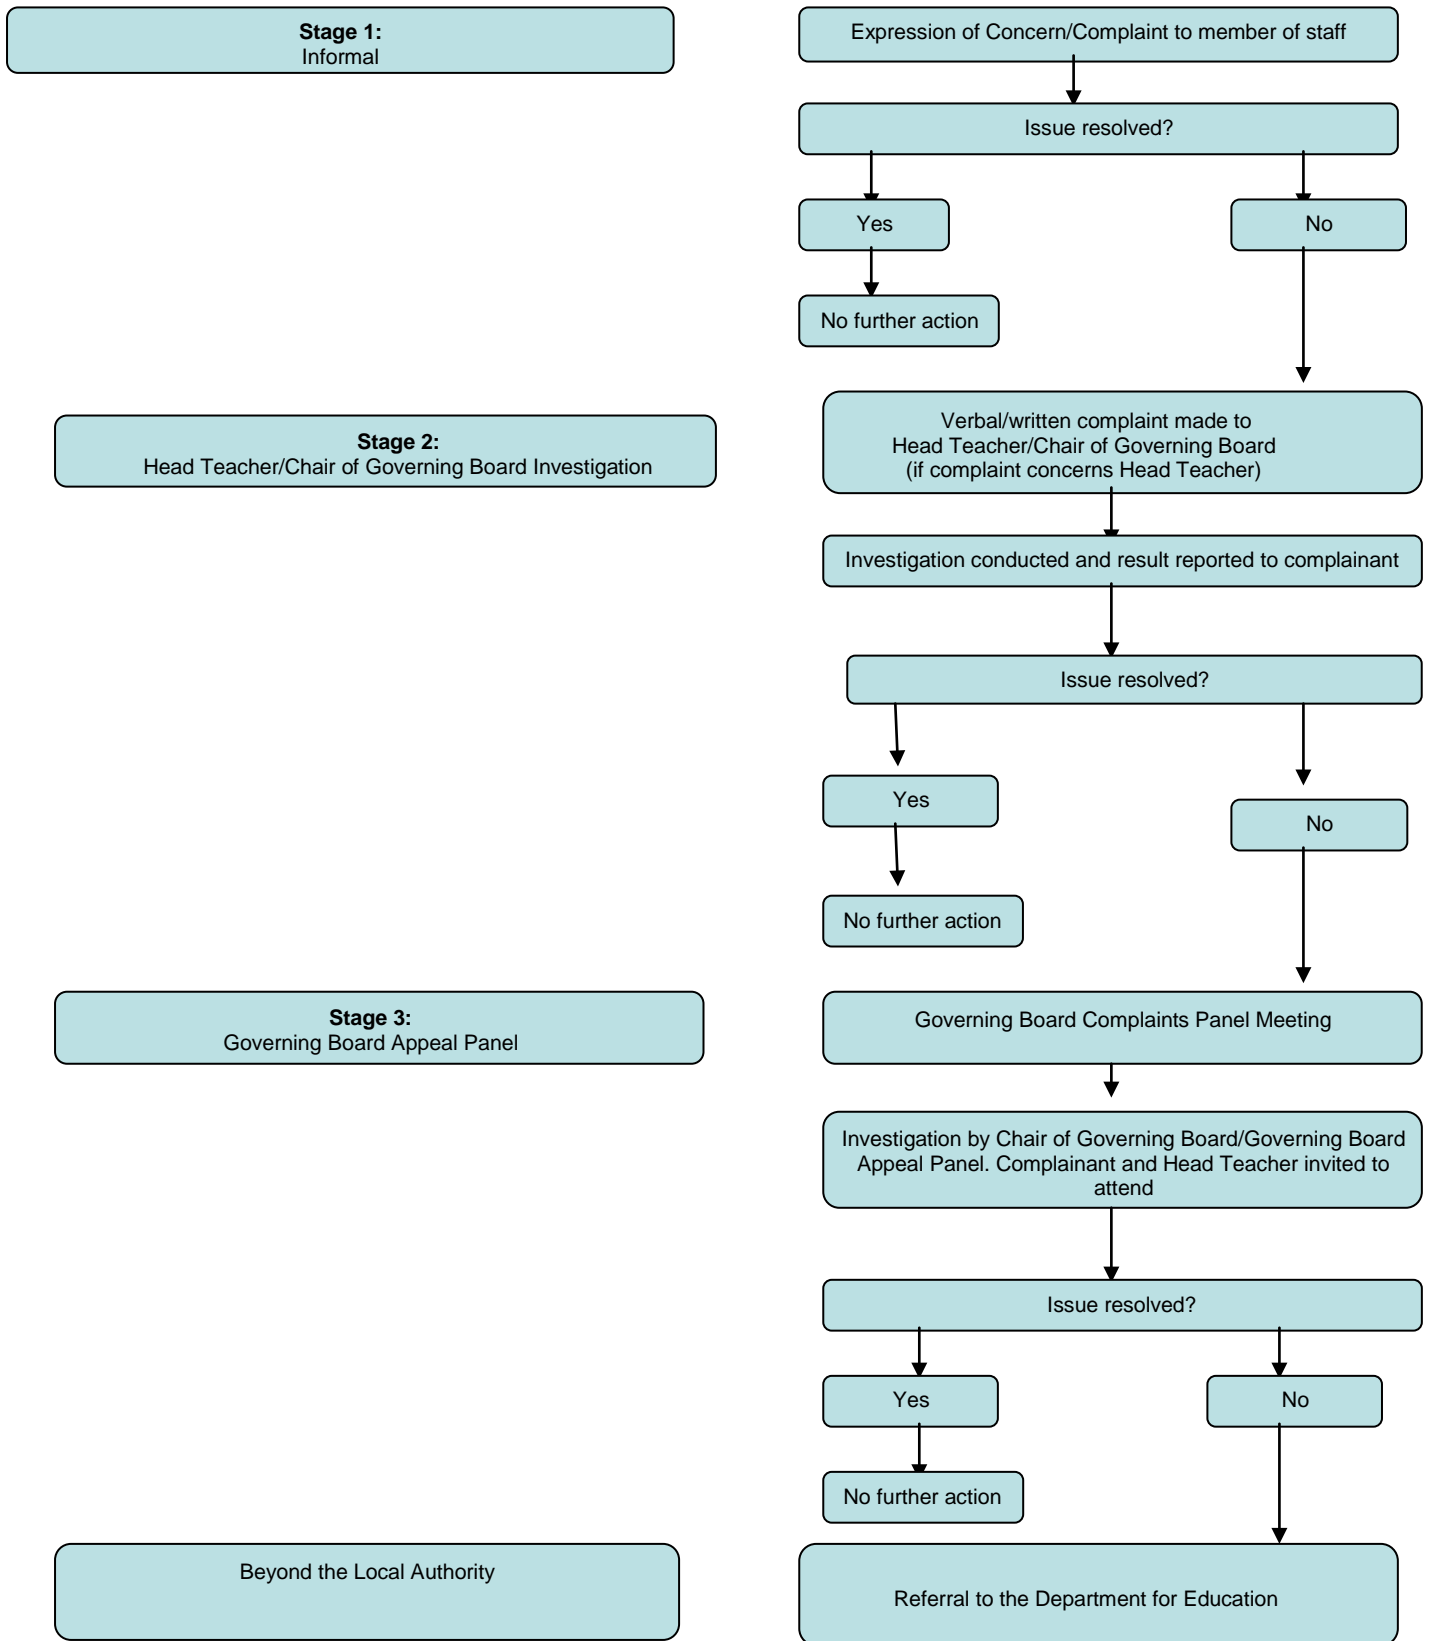 Stage 1:
Informal
Expression of Concern/Complaint to member of staff
Issue resolved?
Yes
No
No further action
Stage 2:
Head Teacher/Chair of Governing Board Investigation
Verbal/written complaint made to
Head Teacher/Chair of Governing Board
(if complaint concerns Head Teacher)
Investigation conducted and result reported to complainant
Issue resolved?
Yes
No
No further action
Stage 3:
Governing Board Appeal Panel
Governing Board Complaints Panel Meeting
Investigation by Chair of Governing Board/Governing Board
Appeal Panel. Complainant and Head Teacher invited to
attend
Issue resolved?
Yes
No
No further action
Beyond the Local Authority
Referral to the Department for Education